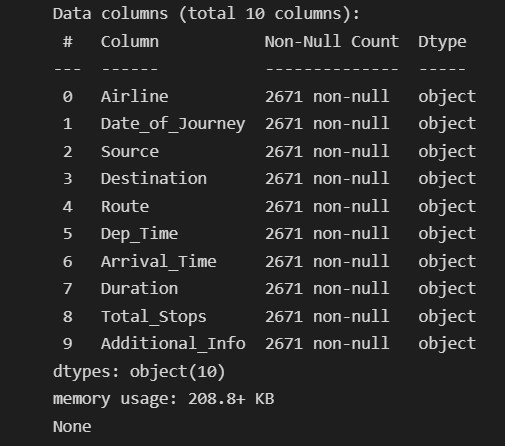 Data columns (total 10 columns):
 #   Column           Non-Null Count  Dtype
---  ------           --------------  -----
 0   Airline          2671 non-null   object
 1   Date_of_Journey  2671 non-null   object
 2   Source           2671 non-null   object
 3   Destination      2671 non-null   object
 4   Route            2671 non-null   object
 5   Dep_Time         2671 non-null   object
 6   Arrival_Time     2671 non-null   object
 7   Duration         2671 non-null   object
 8   Total_Stops      2671 non-null   object
 9   Additional_Info  2671 non-null   object
dtypes: object(10)
memory usage: 208.8+ KB
None